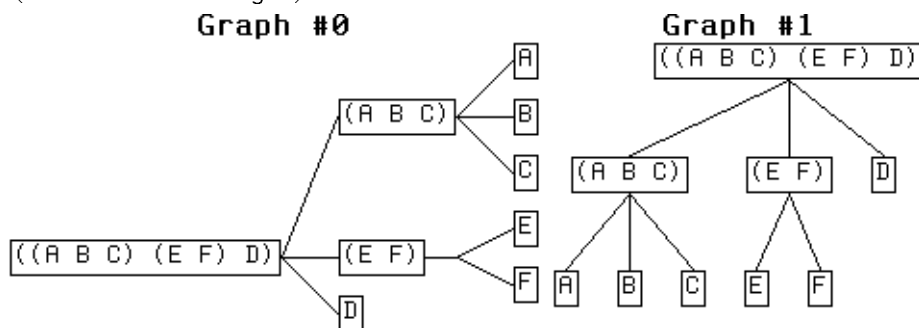 Graph #0
Graph #1
A
((A B C) (E F) D)
(A B C)
B
C
(A B C)
(E F)
D
E
((A B C) (E F) D)
(E F)
F
A
B
C
E
F
D